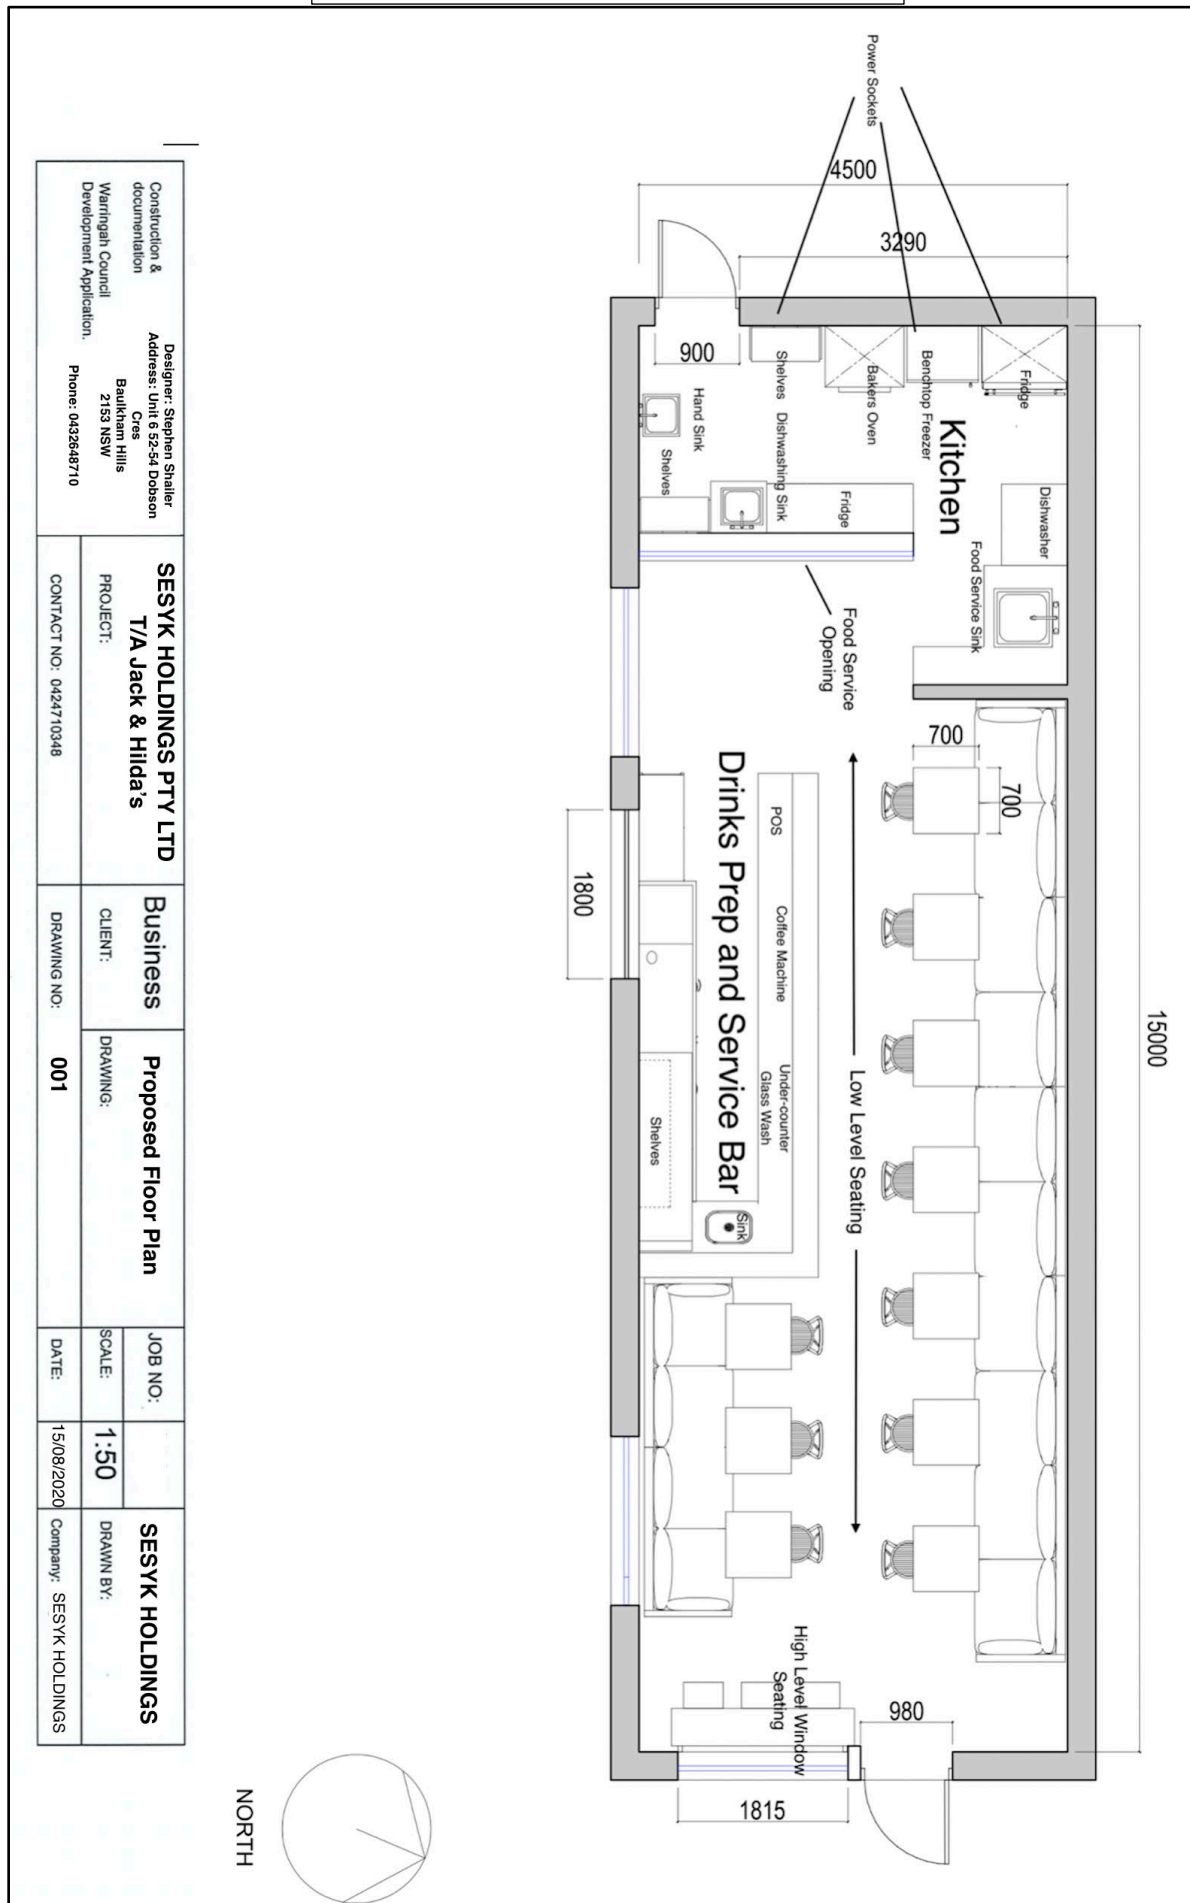 Power Sockets
4500
3290
900
Hand Sink
Shelves
Shelves
Dishwashing Sink
Bakers Oven
Benchtop Freezer
Fridge
Fridge
Kitchen
Dishwasher
Food Service Sink
Food Service
Opening
700
700
15000
Drinks Prep and Service Bar
POS
Coffee Machine
Under-counter
Glass Wash
Low Level Seating
1800
Shelves
Sink
High Level Window
Seating
980
1815
NORTH
Construction &
documentation
Warringah Council
Development Application.
Designer: Stephen Shailer
Address: Unit 6 52-54 Dobson
Cres
Baulkham Hills
2153 NSW
Phone: 0432648710
SESYK HOLDINGS PTY LTD
T/A Jack & Hilda's
PROJECT:
CONTACT NO: 0424710348
Business
CLIENT:
DRAWING NO: 001
Proposed Floor Plan
DRAWING:
JOB NO:
SCALE: 1:50
DATE: 15/08/2020
SESYK HOLDINGS
DRAWN BY:
Company: SESYK HOLDINGS